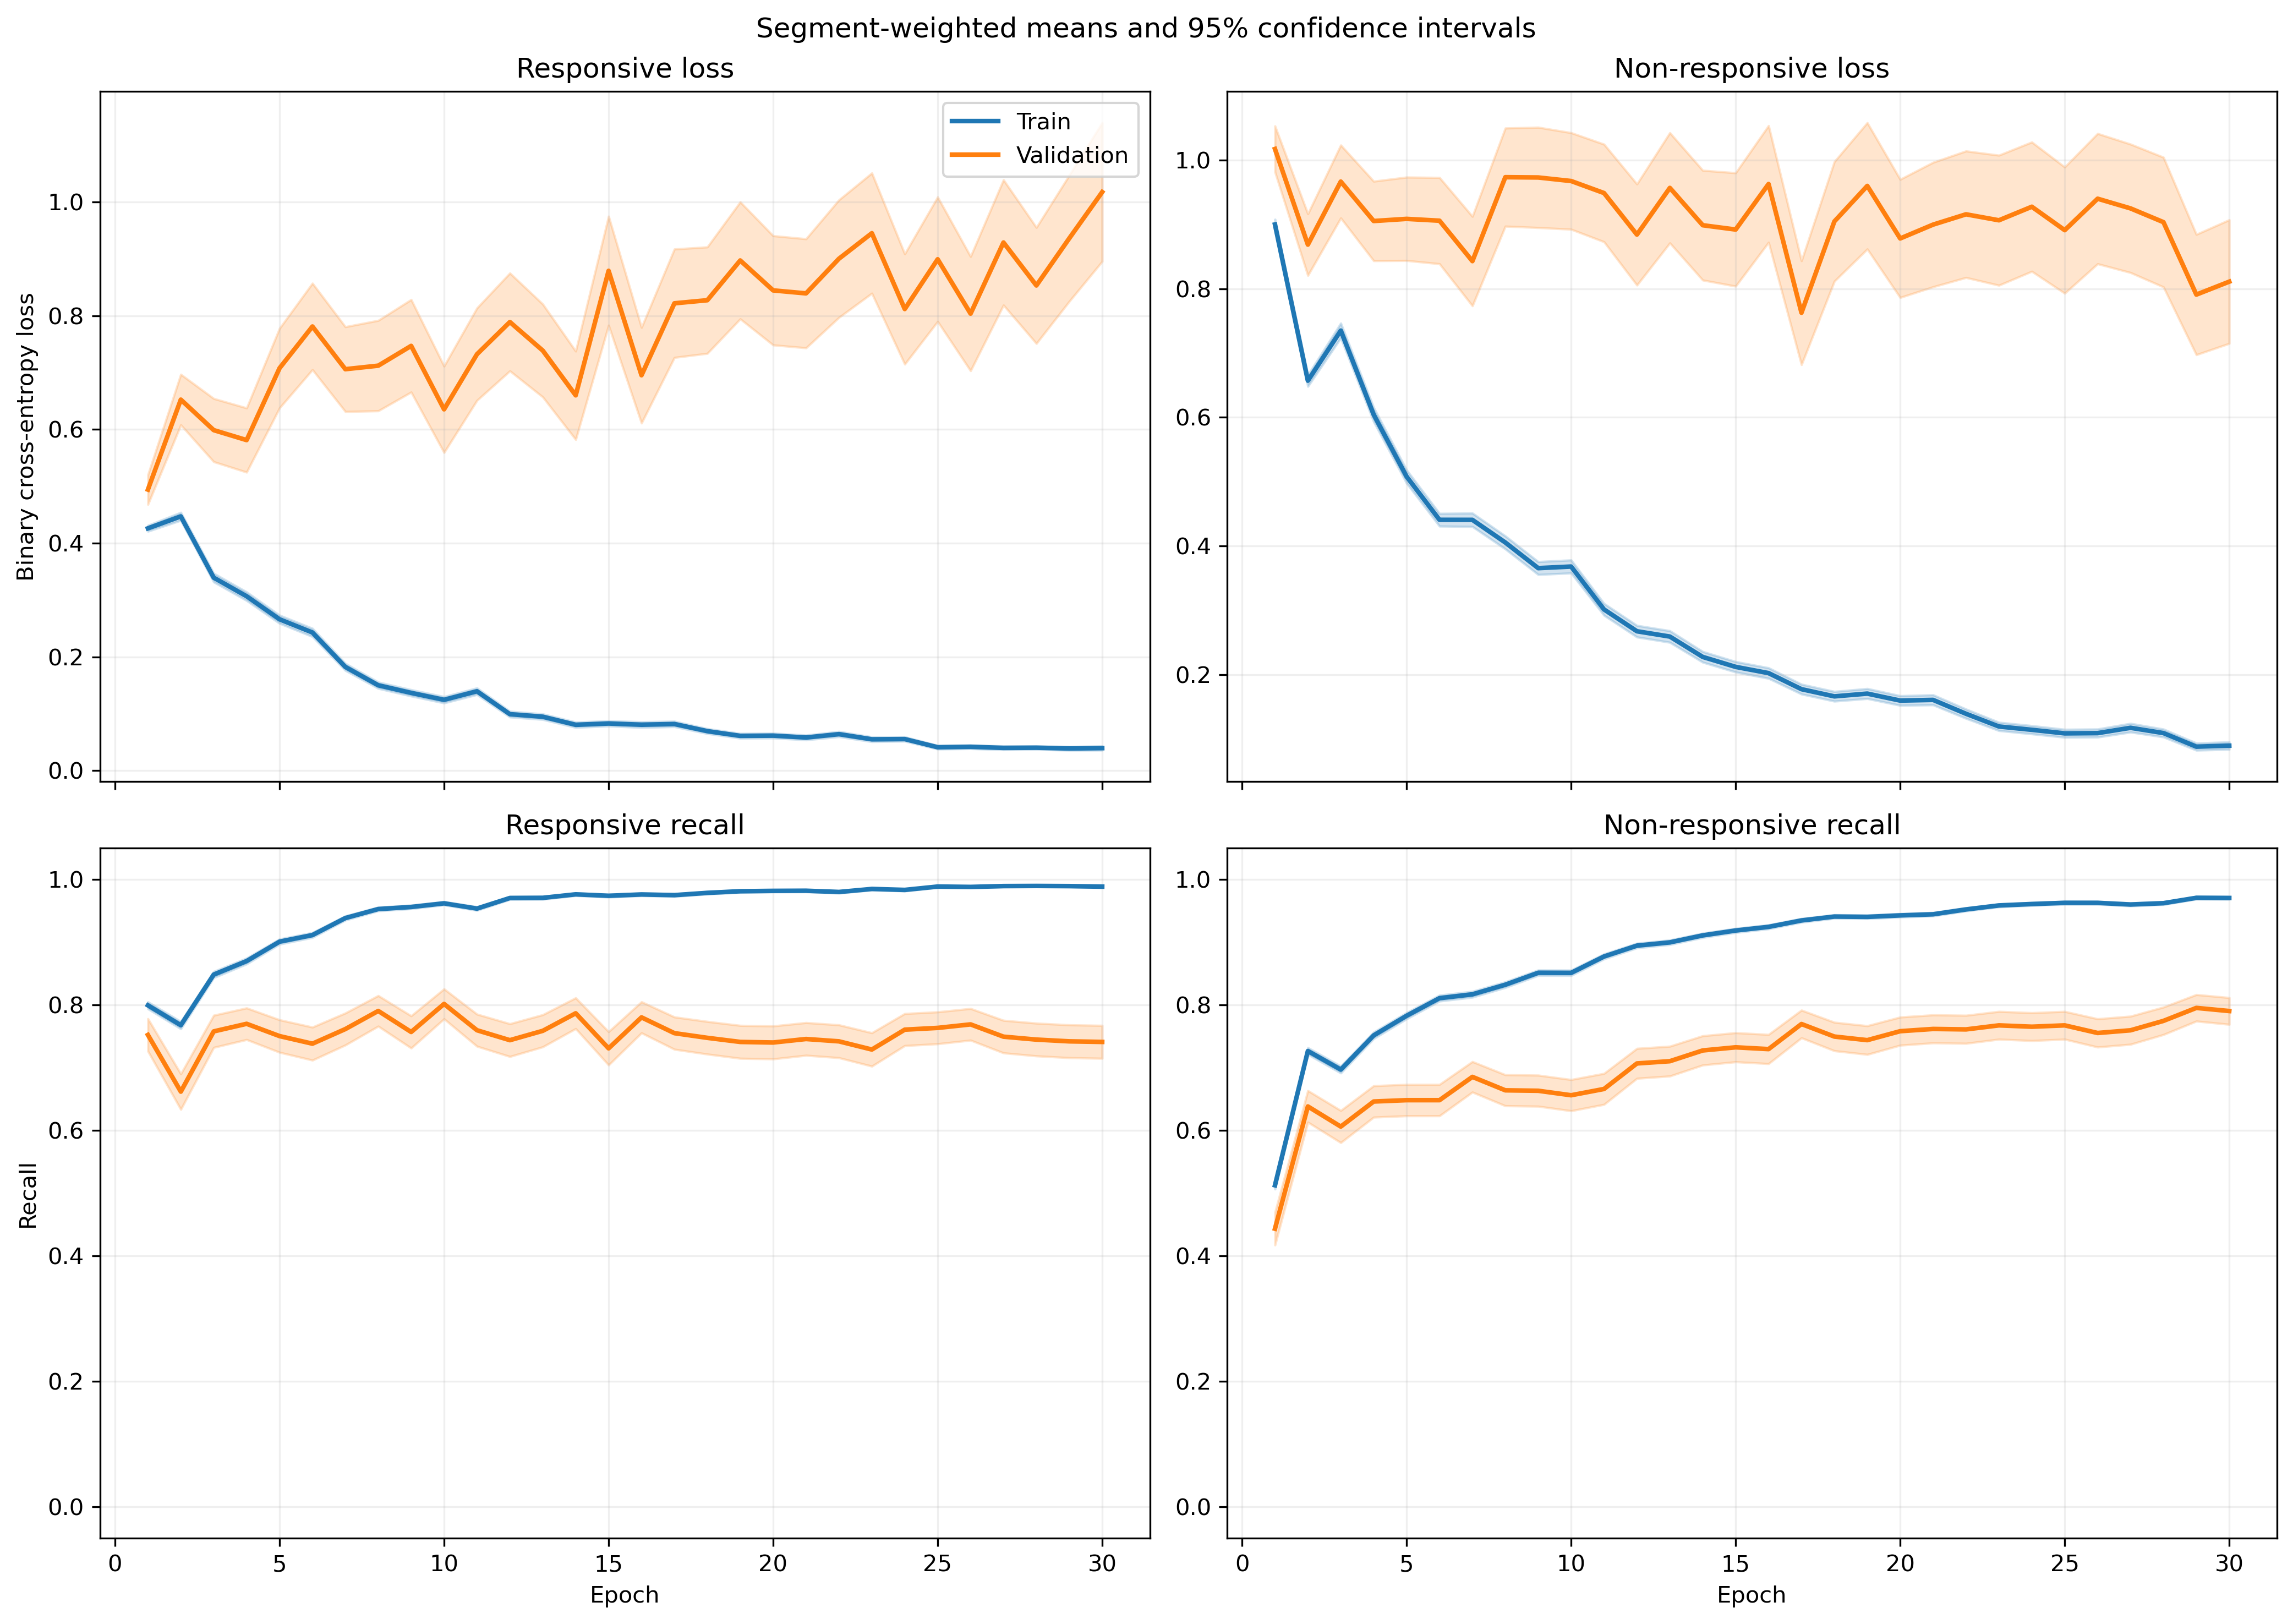 Segment-weighted means and 95% confidence intervals
Responsive loss
Non-responsive loss
Train
Validation
Binary cross-entropy loss
1.0
0.8
0.6
0.4
0.2
0.0
1.0
0.8
0.6
0.4
0.2
Responsive recall
Non-responsive recall
Recall
1.0
0.8
0.6
0.4
0.2
0.0
0 5 10 15 20 25 30
Epoch
1.0
0.8
0.6
0.4
0.2
0.0
0 5 10 15 20 25 30
Epoch